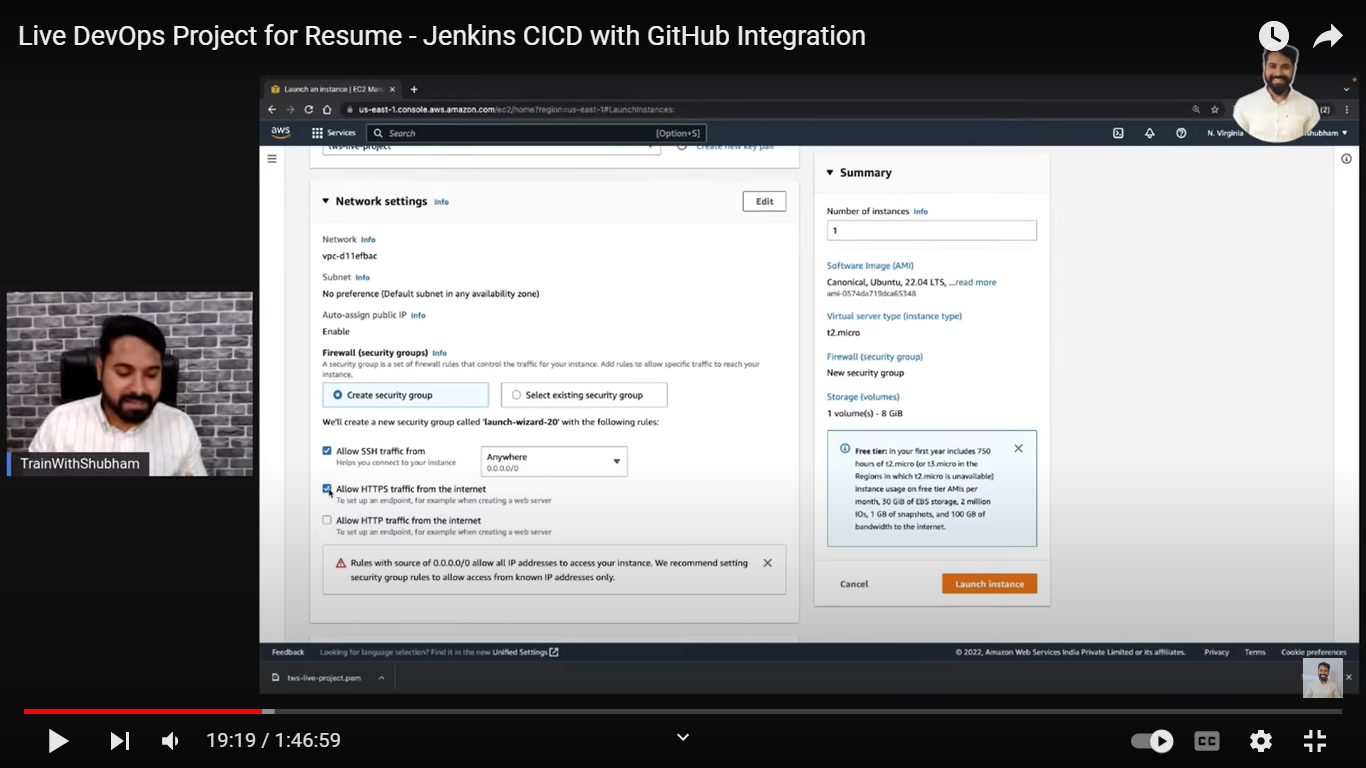 Live DevOps Project for Resume - Jenkins CICD with GitHub Integration
Launch an instance | EC2 Man
us-east-1.console.aws.amazon.com/ec2/home?region=us-east-1#LaunchInstances:
(2)
aws
Services
Search
[Option+S]
N. Virginia
shubham
tws-live-project
Create new key pair
Network settings Info
Edit
Network Info
vpc-d11efbac
Subnet Info
No preference (Default subnet in any availability zone)
Auto-assign public IP Info
Enable
Firewall (security groups) Info
A security group is a set of firewall rules that control the traffic for your instance. Add rules to allow specific traffic to reach your
instance.
Create security group
Select existing security group
We'll create a new security group called 'launch-wizard-20' with the following rules:
Allow SSH traffic from
Helps you connect to your instance
Anywhere
0.0.0.0/0
Allow HTTPS traffic from the internet
To set up an endpoint, for example when creating a web server
Allow HTTP traffic from the internet
To set up an endpoint, for example when creating a web server
Rules with source of 0.0.0.0/0 allow all IP addresses to access your instance. We recommend setting
security group rules to allow access from known IP addresses only.
Summary
Number of instances Info
1
Software Image (AMI)
Canonical, Ubuntu, 22.04 LTS, ...read more
ami-0574da719dca65348
Virtual server type (instance type)
t2.micro
Firewall (security group)
New security group
Storage (volumes)
1 volume(s) - 8 GiB
Free tier: In your first year includes 750
hours of t2.micro (or t3.micro in the
Regions in which t2.micro is unavailable)
instance usage on free tier AMIs per
month, 30 GiB of EBS storage, 2 million
IOs, 1 GB of snapshots, and 100 GB of
bandwidth to the internet.
Cancel
Launch instance
TrainWithShubham
Feedback
Looking for language selection? Find it in the new Unified Settings
© 2022, Amazon Web Services India Private Limited or its affiliates.
Privacy
Terms
Cookie preferences
tws-live-project.pem
19:19 / 1:46:59
CC